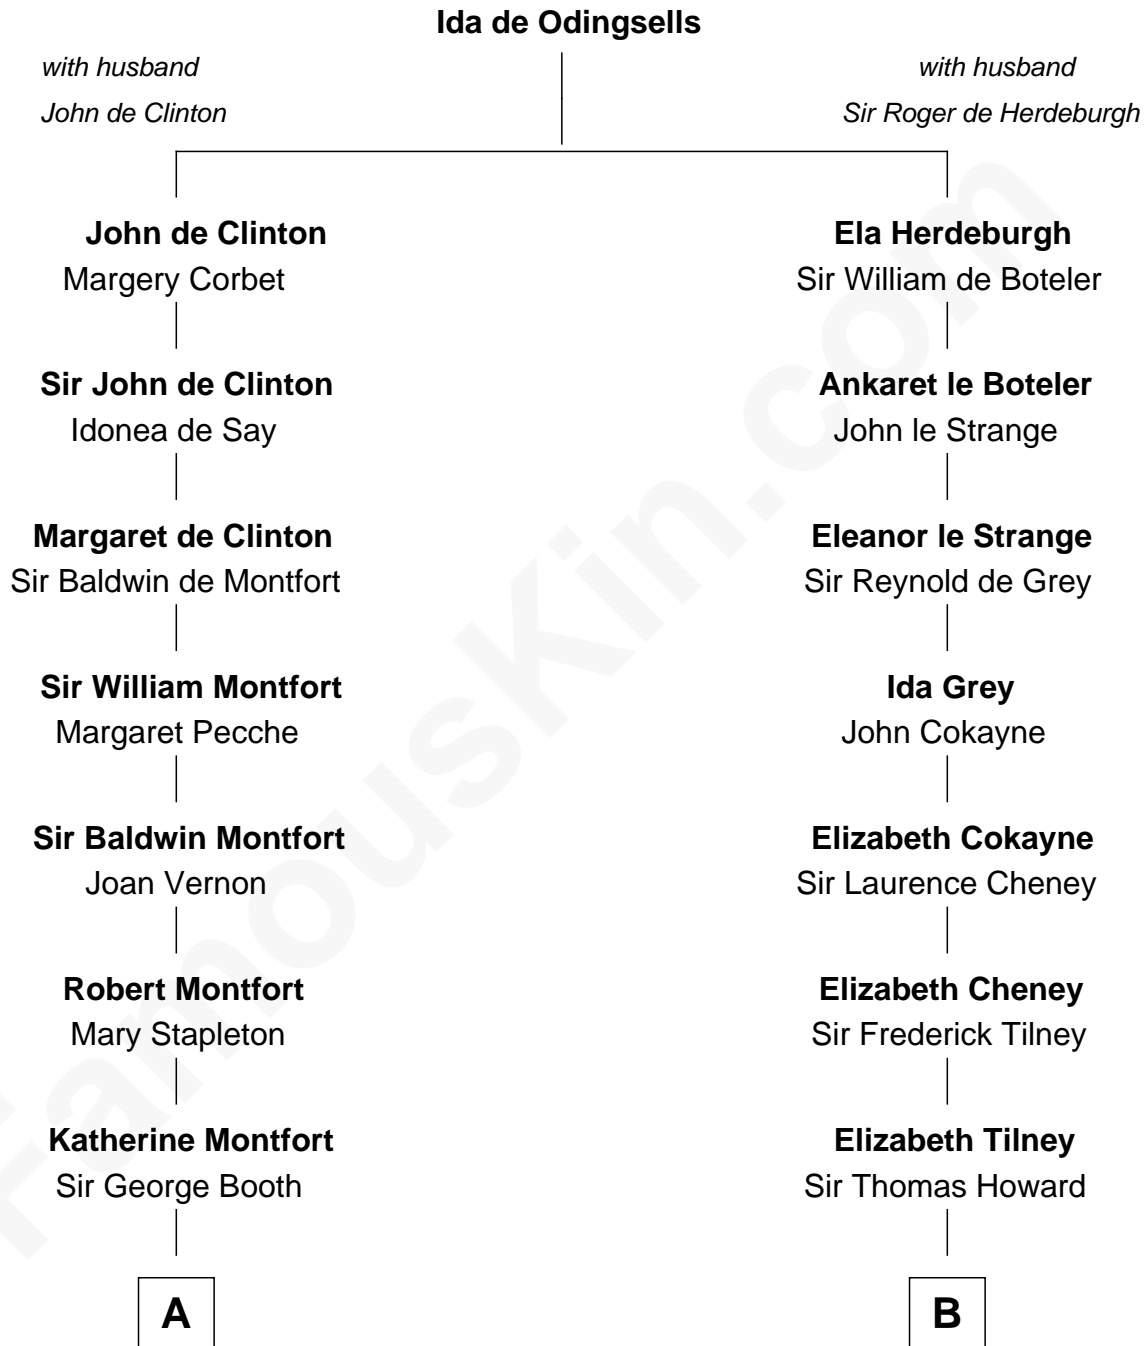 Ida de Odingsells
with husband
John de Clinton
with husband
Sir Roger de Herdeburgh
John de Clinton
Margery Corbet
Ela Herdeburgh
Sir William de Boteler
Sir John de Clinton
Idonea de Say
Ankaret le Boteler
John le Strange
Margaret de Clinton
Sir Baldwin de Montfort
Eleanor le Strange
Sir Reynold de Grey
Sir William Montfort
Margaret Pecche
Ida Grey
John Cokayne
Sir Baldwin Montfort
Joan Vernon
Elizabeth Cokayne
Sir Laurence Cheney
Robert Montfort
Mary Stapleton
Elizabeth Cheney
Sir Frederick Tilney
Katherine Montfort
Sir George Booth
Elizabeth Tilney
Sir Thomas Howard
A
B
FamousKin.com